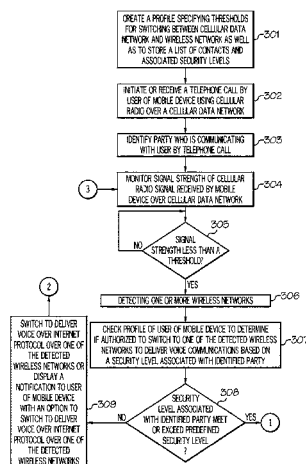 CREATE A PROFILE SPECIFYING THRESHOLDS
FOR SWITCHING BETWEEN CELLULAR DATA
NETWORK AND WIRELESS NETWORK AS WELL AS
TO STORE A LIST OF CONTACTS AND
ASSOCIATED SECURITY LEVELS
301
INITIATE OR RECEIVE A TELEPHONE CALL BY
USER OF MOBILE DEVICE USING CELLULAR
RADIO OVER A CELLULAR DATA NETWORK
302
IDENTIFY PARTY WHO IS COMMUNICATING
WITH USER BY TELEPHONE CALL
303
3
MONITOR SIGNAL STRENGTH OF CELLULAR
RADIO SIGNAL RECEIVED BY MOBILE
DEVICE OVER CELLULAR DATA NETWORK
304
305
SIGNAL
STRENGTH LESS THAN A
THRESHOLD?
NO
YES
DETECTING ONE OR MORE WIRELESS NETWORKS
306
CHECK PROFILE OF USER OF MOBILE DEVICE TO DETERMINE
IF AUTHORIZED TO SWITCH TO ONE OF THE DETECTED WIRELESS
NETWORKS TO DELIVER VOICE COMMUNICATIONS BASED ON
A SECURITY LEVEL ASSOCIATED WITH IDENTIFIED PARTY
307
308
SECURITY
LEVEL ASSOCIATED
WITH IDENTIFIED PARTY MEET
OR EXCEED PREDEFINED
SECURITY LEVEL
?
YES
1
NO
309
SWITCH TO DELIVER
VOICE OVER INTERNET
PROTOCOL OVER ONE OF
THE DETECTED
WIRELESS NETWORKS OR
DISPLAY A
NOTIFICATION TO USER
OF MOBILE DEVICE
WITH AN OPTION TO
SWITCH TO DELIVER
VOICE OVER INTERNET
PROTOCOL OVER ONE OF
THE DETECTED
WIRELESS NETWORKS
2